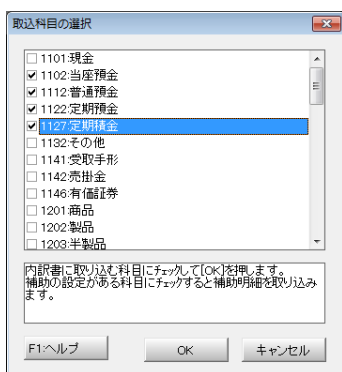 取込科目の選択
1101:現金
1102:当座預金
1112:普通預金
1122:定期預金
1127:定期積金
1132:その他
1141:受取手形
1142:売掛金
1146:有価証券
1201:商品
1202:製品
1203:半製品
内訳書に取り込む科目にﾁｪｯｸして[OK]を押します。
補助の設定がある科目にﾁｪｯｸすると補助明細を取り込み
ます。
F1:ヘルプ OK キャンセル